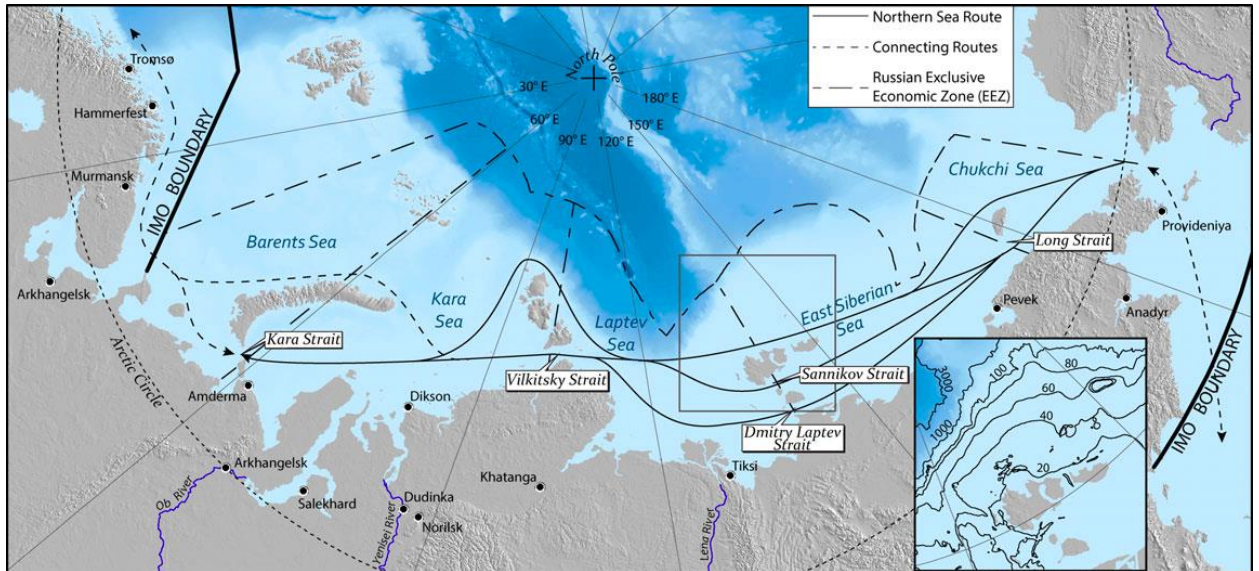 Northern Sea Route
Connecting Routes
Russian Exclusive
Economic Zone (EEZ)
North Pole
30° E
60° E
90° E
120° E
150° E
180° E
Tromsø
Hammerfest
Murmansk
Arkhangelsk
IMO BOUNDARY
Barents Sea
Kara
Sea
Laptev
Sea
East Siberian
Sea
Chukchi Sea
Long Strait
Provideniya
Pevek
Anadyr
IMO BOUNDARY
Kara Strait
Vilkitsky Strait
Sannikov Strait
Dmitry Laptev
Strait
Arctic Circle
Amderma
Dikson
Arkhangelsk
Salekhard
Ob River
Dudinka
Norilsk
Yenisei River
Khatanga
Tiksi
Lena River
3000
1000
100
80
60
40
20